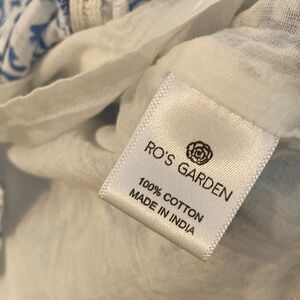 RO'S GARDEN
100% COTTON
MADE IN INDIA